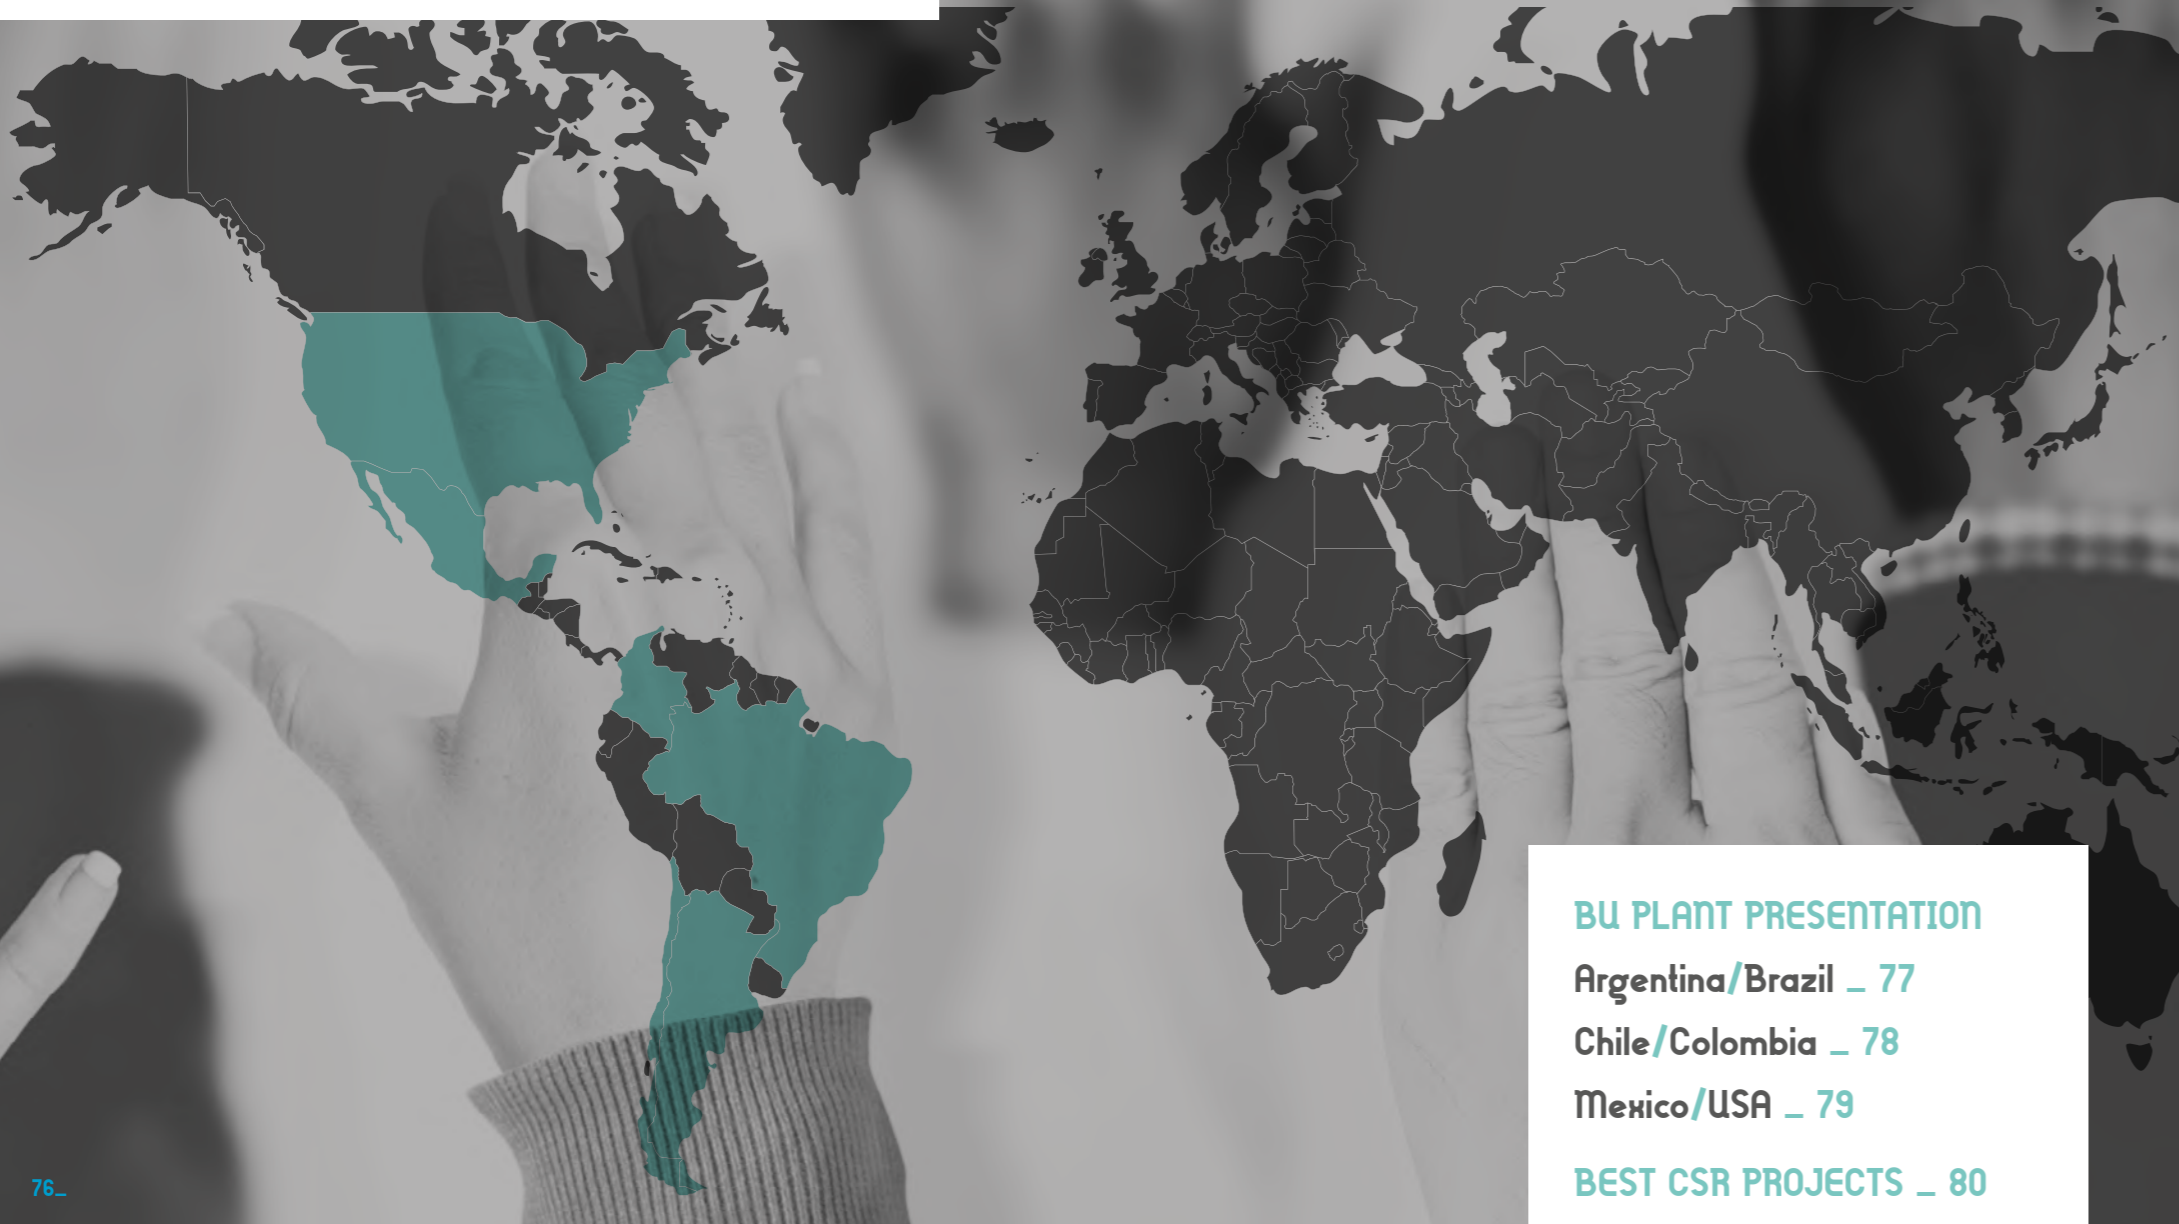 BU PLANT PRESENTATION
Argentina/Brazil _ 77
Chile/Colombia _ 78
Mexico/USA _ 79
BEST CSR PROJECTS _ 80
76_